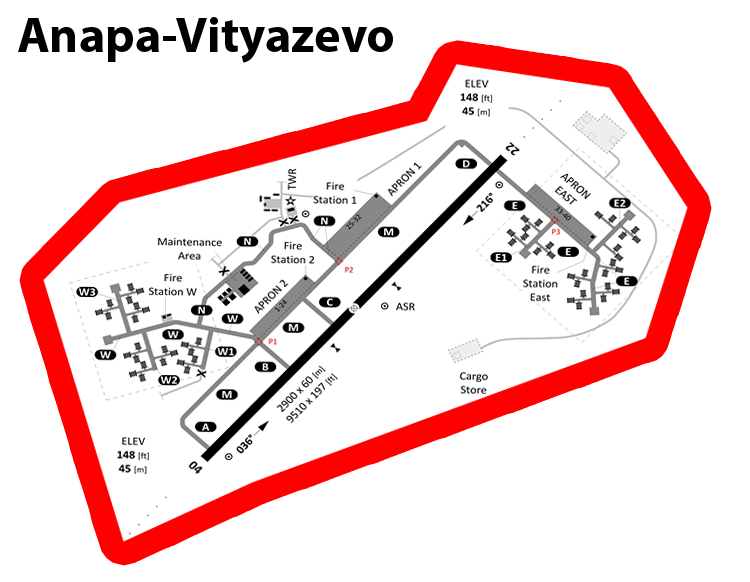 Anapa-Vityazevo
ELEV
148 [ft]
45 [m]
22
D
216°
APRON
EAST
33-40
E2
E
P3
E1
E
Fire
Station
East
E
TWR
Fire
Station 1
APRON 1
25-32
N
M
N
Maintenance
Area
Fire
Station 2
P2
Fire
Station W
APRON 2
1-24
C
ASR
W3
N
W
M
W
W
W1
P1
B
W2
M
A
2900 x 60 [m]
9510 x 197 [ft]
Cargo
Store
036°
04
ELEV
148 [ft]
45 [m]